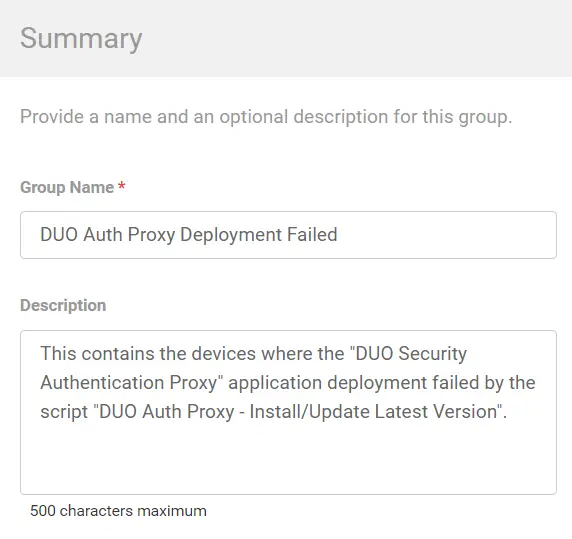 Summary
Provide a name and an optional description for this group.
Group Name *
DUO Auth Proxy Deployment Failed
Description
This contains the devices where the "DUO Security
Authentication Proxy" application deployment failed by the
script "DUO Auth Proxy - Install/Update Latest Version".
500 characters maximum